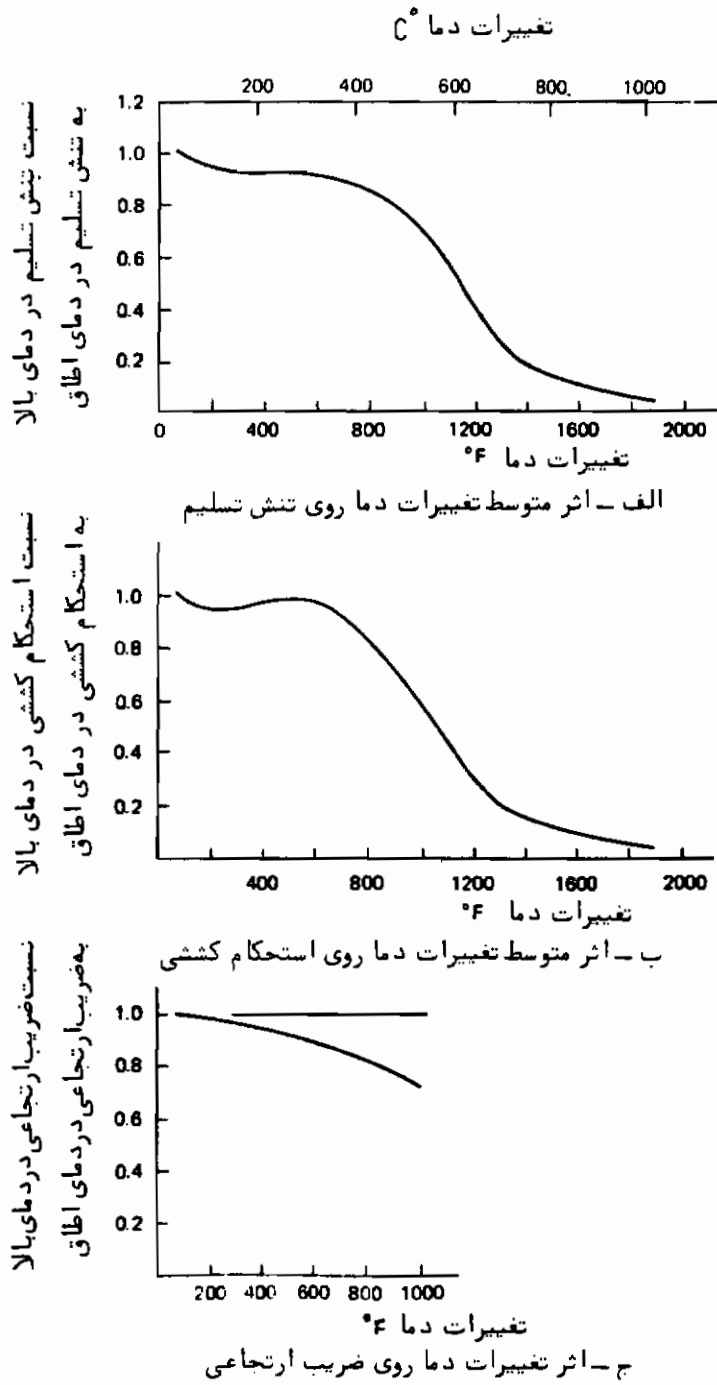 تغییرات دما C°
200 400 600 800 1000
نسبت تنش تسلیم در دمای بالا
به تنش تسلیم در دمای اطاق
1.2
1.0
0.8
0.6
0.4
0.2
0 400 800 1200 1600 2000
تغییرات دما °F
الف – اثر متوسط تغییرات دما روی تنش تسلیم
نسبت استحکام کششی در دمای بالا
به استحکام کششی در دمای اطاق
1.0
0.8
0.6
0.4
0.2
400 800 1200 1600 2000
تغییرات دما °F
ب – اثر متوسط تغییرات دما روی استحکام کششی
نسبت ضریب ارتجاعی در دمای بالا
به ضریب ارتجاعی در دمای اطاق
1.0
0.8
0.6
0.4
0.2
200 400 600 800 1000
تغییرات دما °F
ج – اثر تغییرات دما روی ضریب ارتجاعی